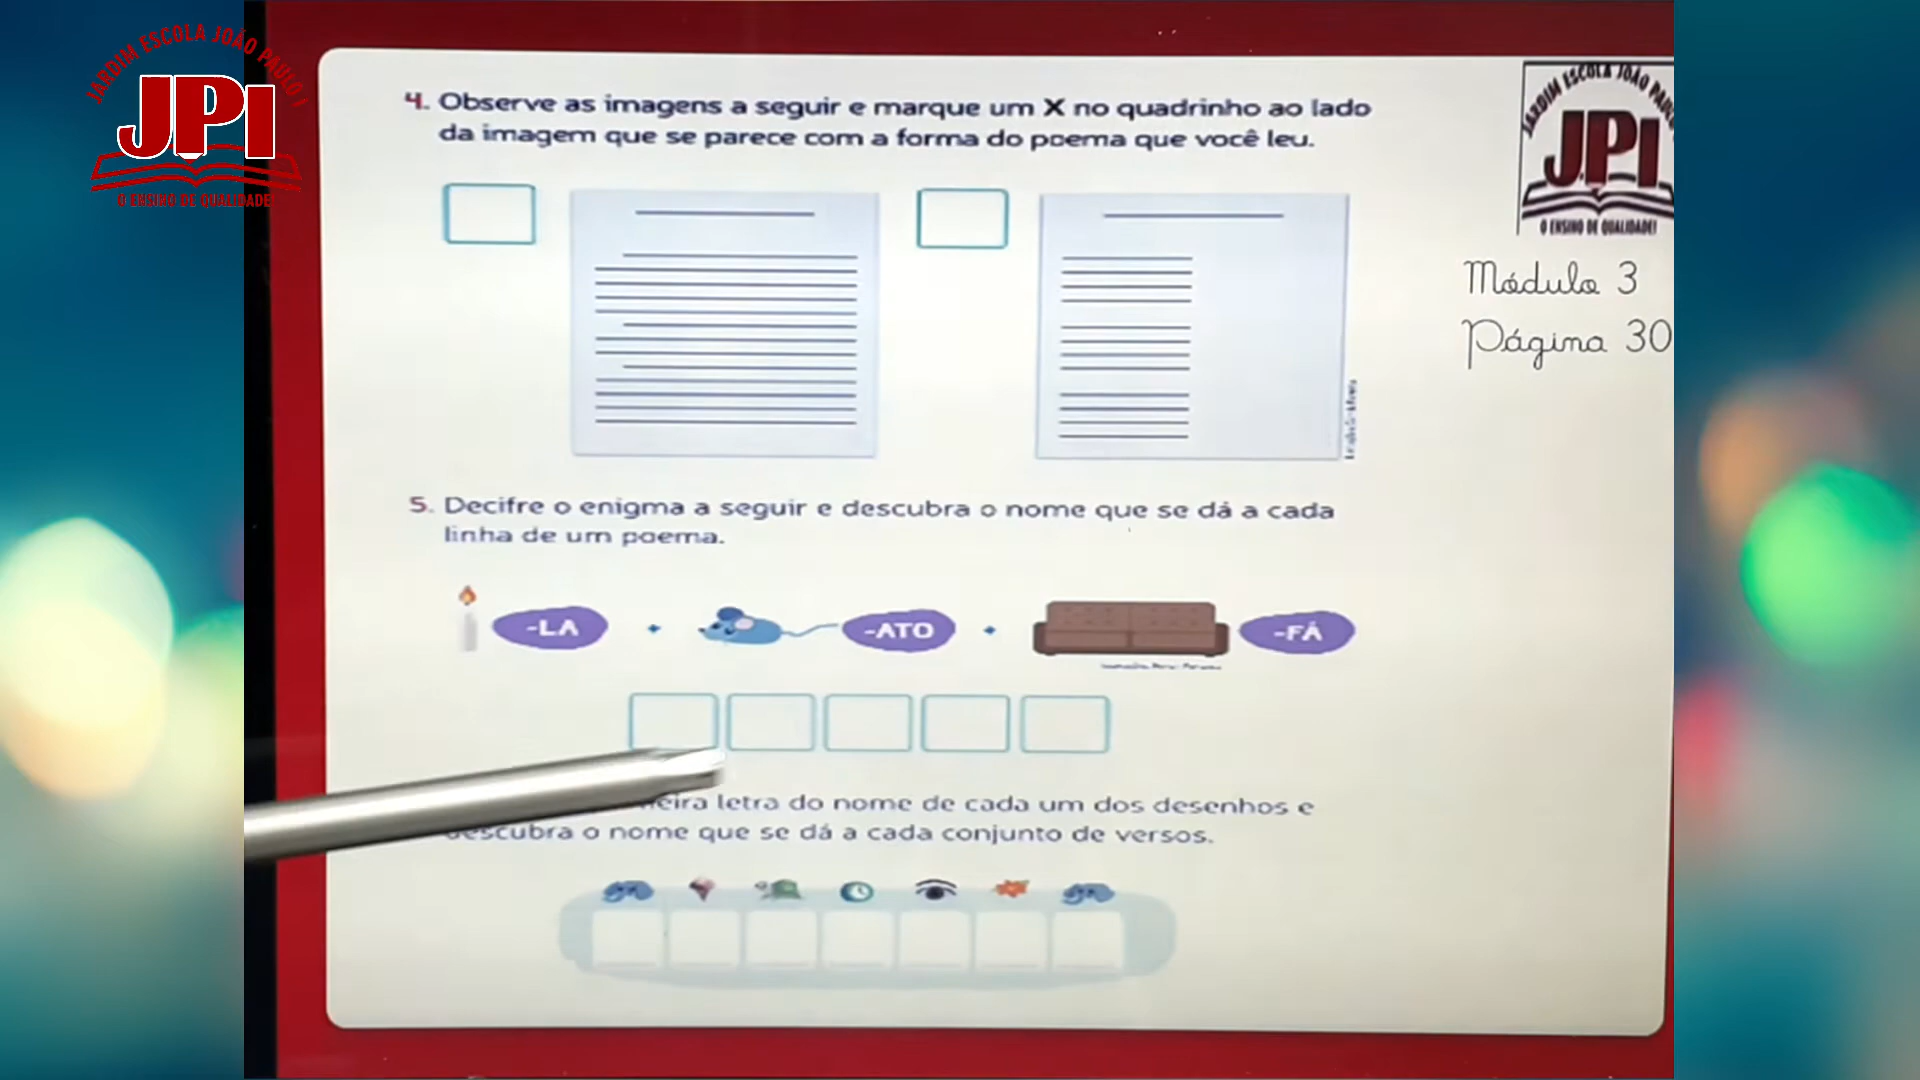 JARDIM ESCOLA JOÃO PAULO I
JPI
O ENSINO DE QUALIDADE!
4. Observe as imagens a seguir e marque um X no quadrinho ao lado
da imagem que se parece com a forma do poema que você leu.
JARDIM ESCOLA JOÃO PAULO
JPI
O ENSINO DE QUALIDADE!
Módulo 3
Página 30
5. Decifre o enigma a seguir e descubra o nome que se dá a cada
linha de um poema.
-LA + -ATO + -FÁ
letra do nome de cada um dos desenhos e
descubra o nome que se dá a cada conjunto de versos.